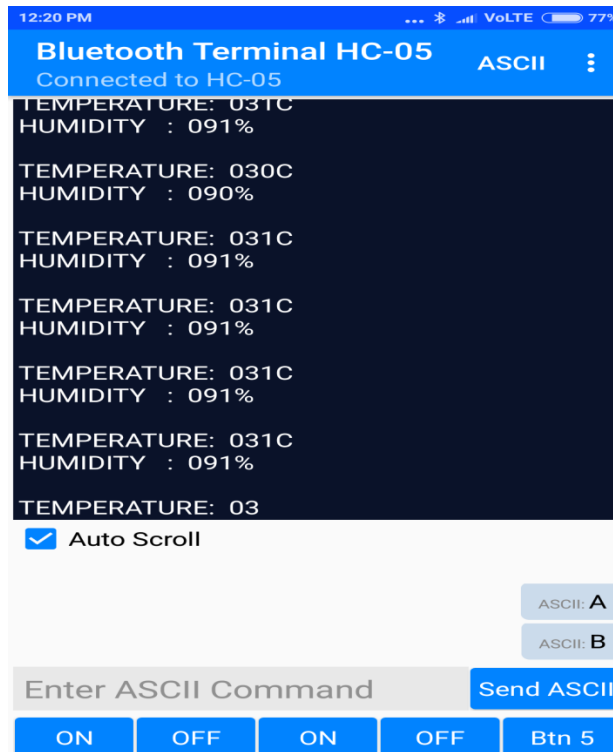 12:20 PM ... VoLTE 77%
Bluetooth Terminal HC-05
Connected to HC-05
ASCII
TEMPERATURE: 031C
HUMIDITY : 091%
TEMPERATURE: 030C
HUMIDITY : 090%
TEMPERATURE: 031C
HUMIDITY : 091%
TEMPERATURE: 031C
HUMIDITY : 091%
TEMPERATURE: 031C
HUMIDITY : 091%
TEMPERATURE: 031C
HUMIDITY : 091%
TEMPERATURE: 03
Auto Scroll
ASCII: A
ASCII: B
Enter ASCII Command Send ASCII
ON OFF ON OFF Btn 5